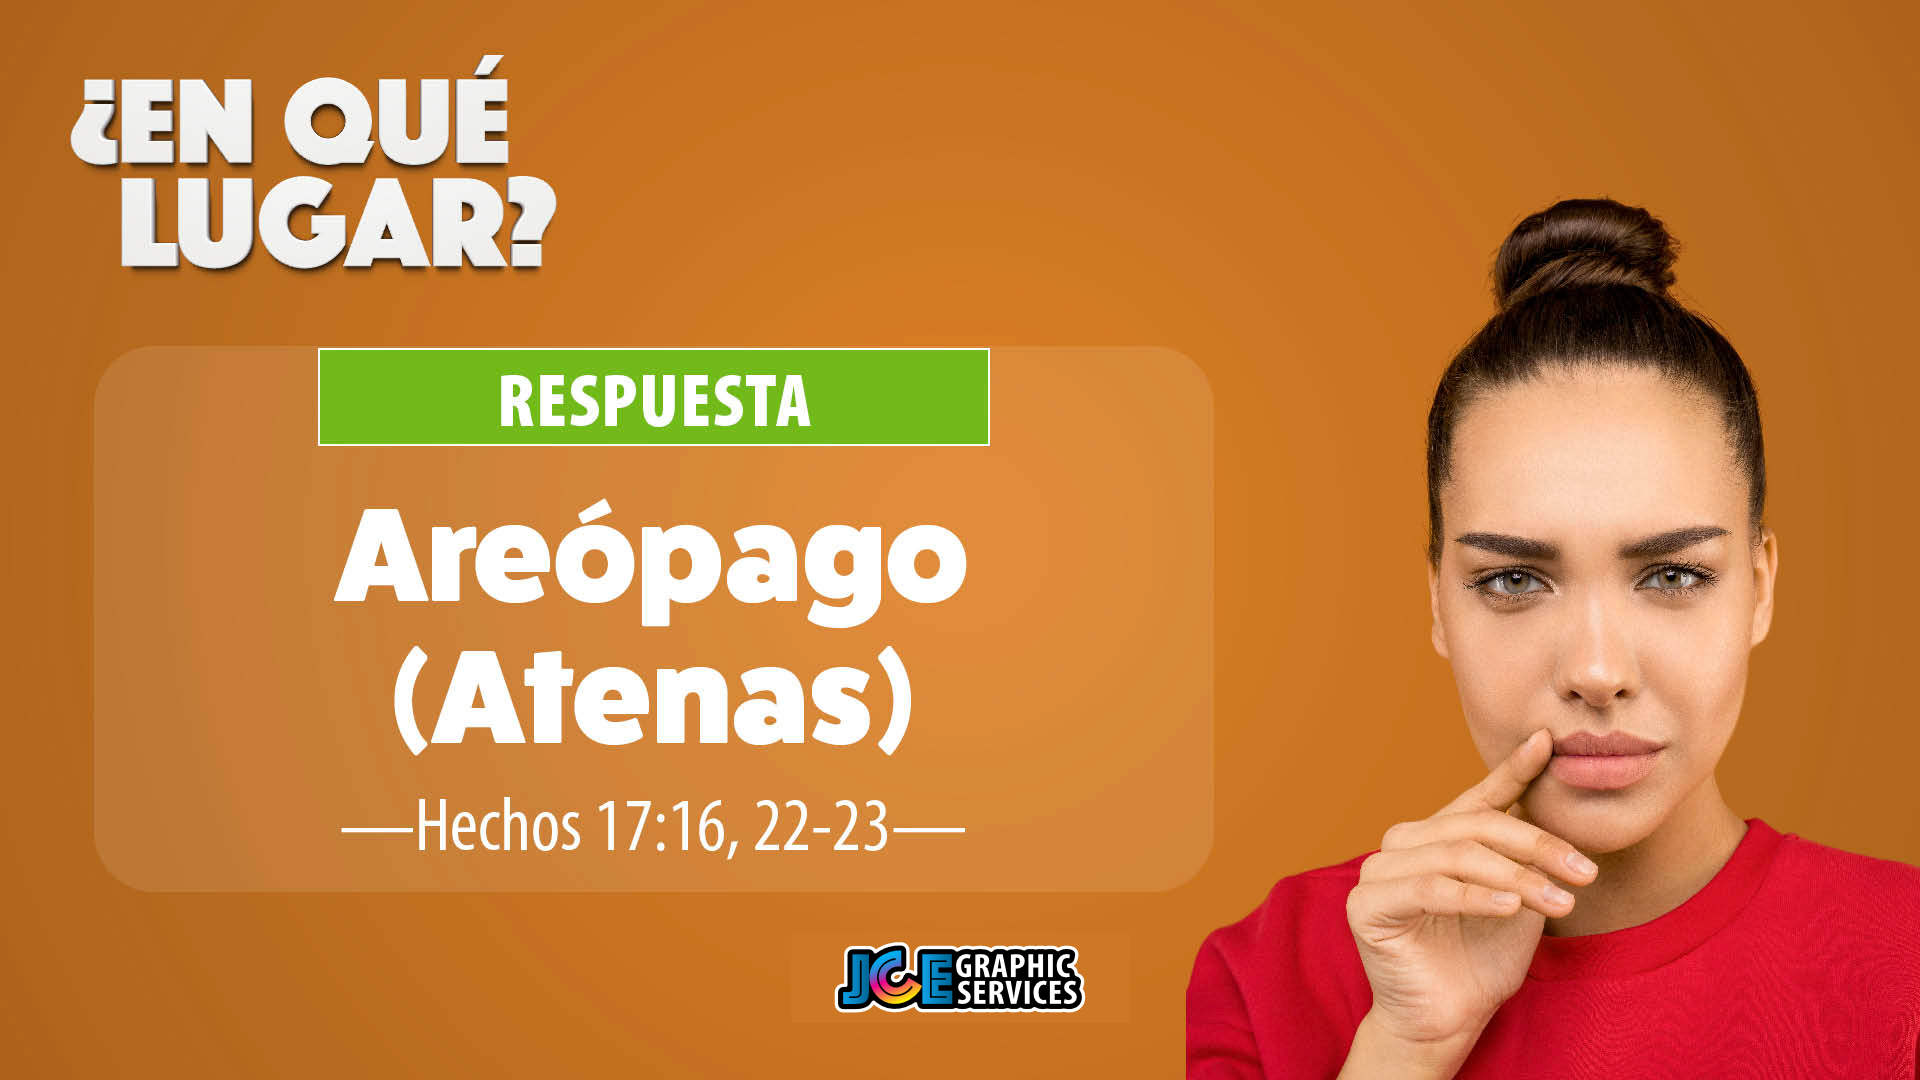 ¿EN QUÉ
LUGAR?
RESPUESTA
Areópago
(Atenas)
—Hechos 17:16, 22-23—
JCE GRAPHIC
SERVICES